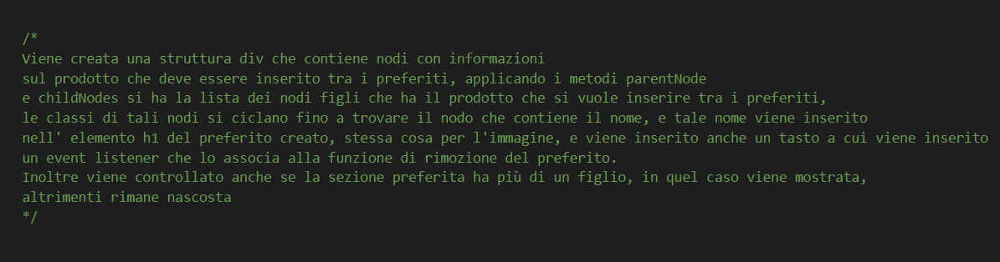 /*
Viene creata una struttura div che contiene nodi con informazioni
sul prodotto che deve essere inserito tra i preferiti, applicando i metodi parentNode
e childNodes si ha la lista dei nodi figli che ha il prodotto che si vuole inserire tra i preferiti,
le classi di tali nodi si ciclano fino a trovare il nodo che contiene il nome, e tale nome viene inserito
nell' elemento h1 del preferito creato, stessa cosa per l'immagine, e viene inserito anche un tasto a cui viene inserito
un event listener che lo associa alla funzione di rimozione del preferito.
Inoltre viene controllato anche se la sezione preferita ha più di un figlio, in quel caso viene mostrata,
altrimenti rimane nascosta
*/